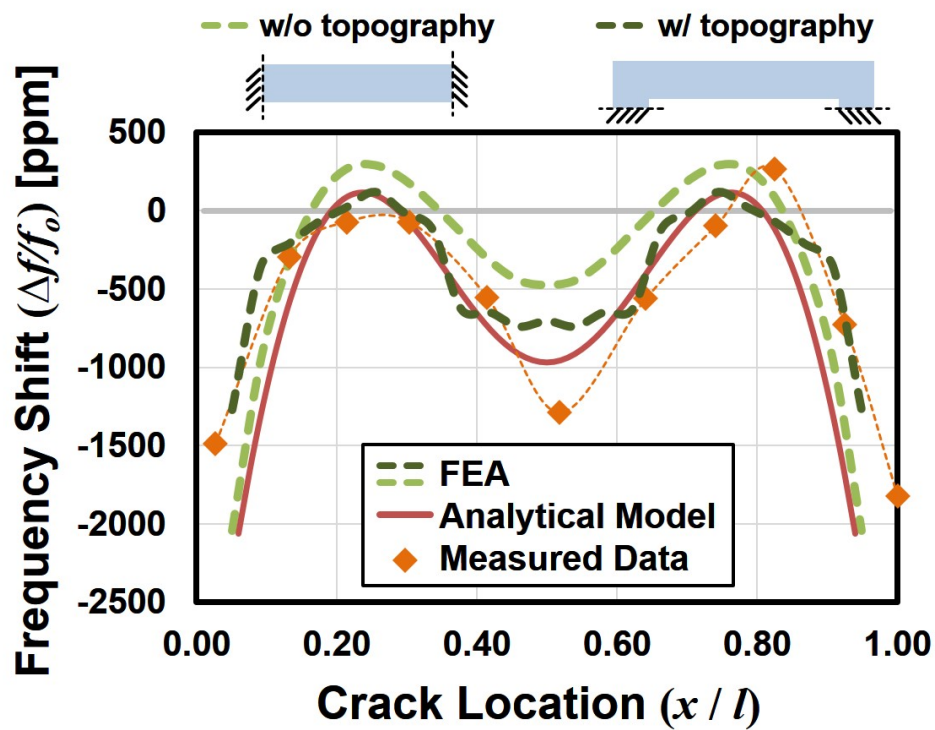 w/o topography
w/ topography
Frequency Shift (Δf/fo) [ppm]
500
0
-500
-1000
-1500
-2000
-2500
FEA
Analytical Model
Measured Data
0.00 0.20 0.40 0.60 0.80 1.00
Crack Location (x / l)